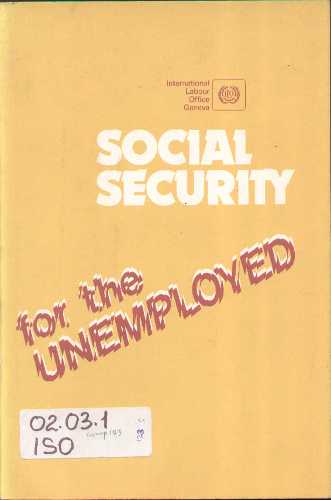 International
Labour
Office
Geneva
SOCIAL
SECURITY
for the
UNEMPLOYED
02.03.1
ISO